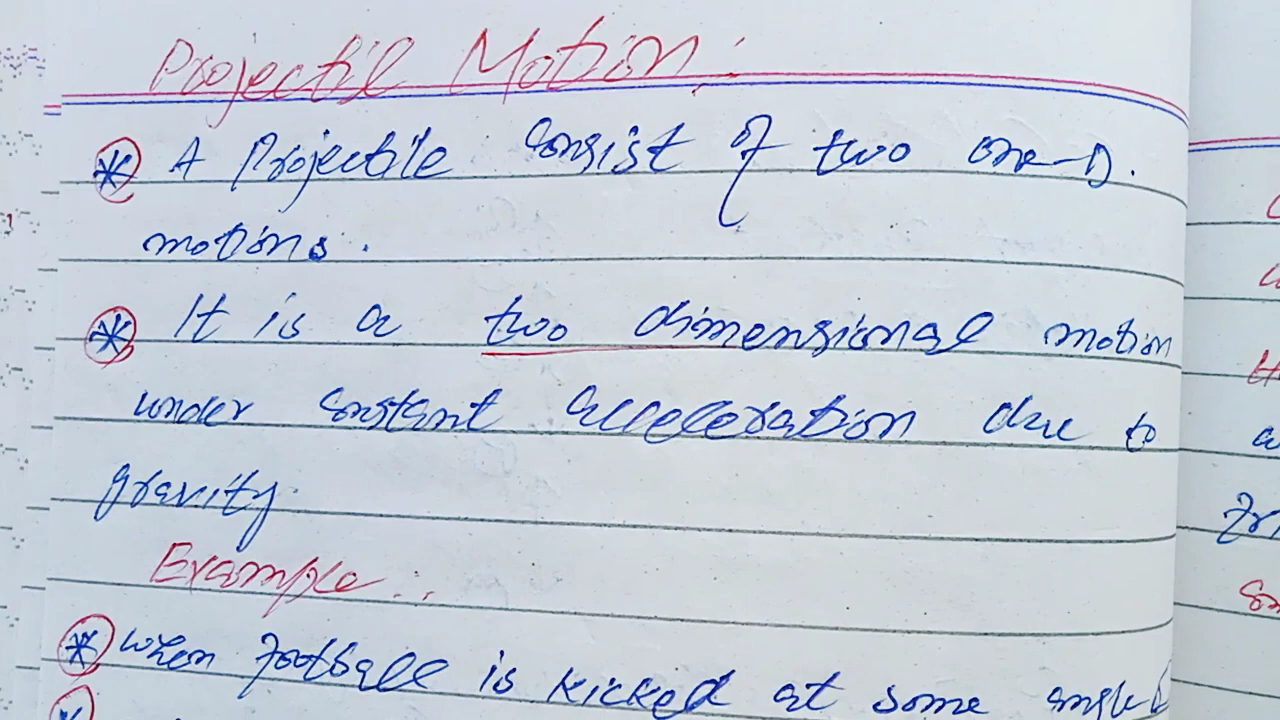 Projectil Motion:
* A Projectile consist of two one-D.
motions.
* It is a two dimensional motion
under constant acceleration due to
gravity.
Example:
* when football is kicked at some angle